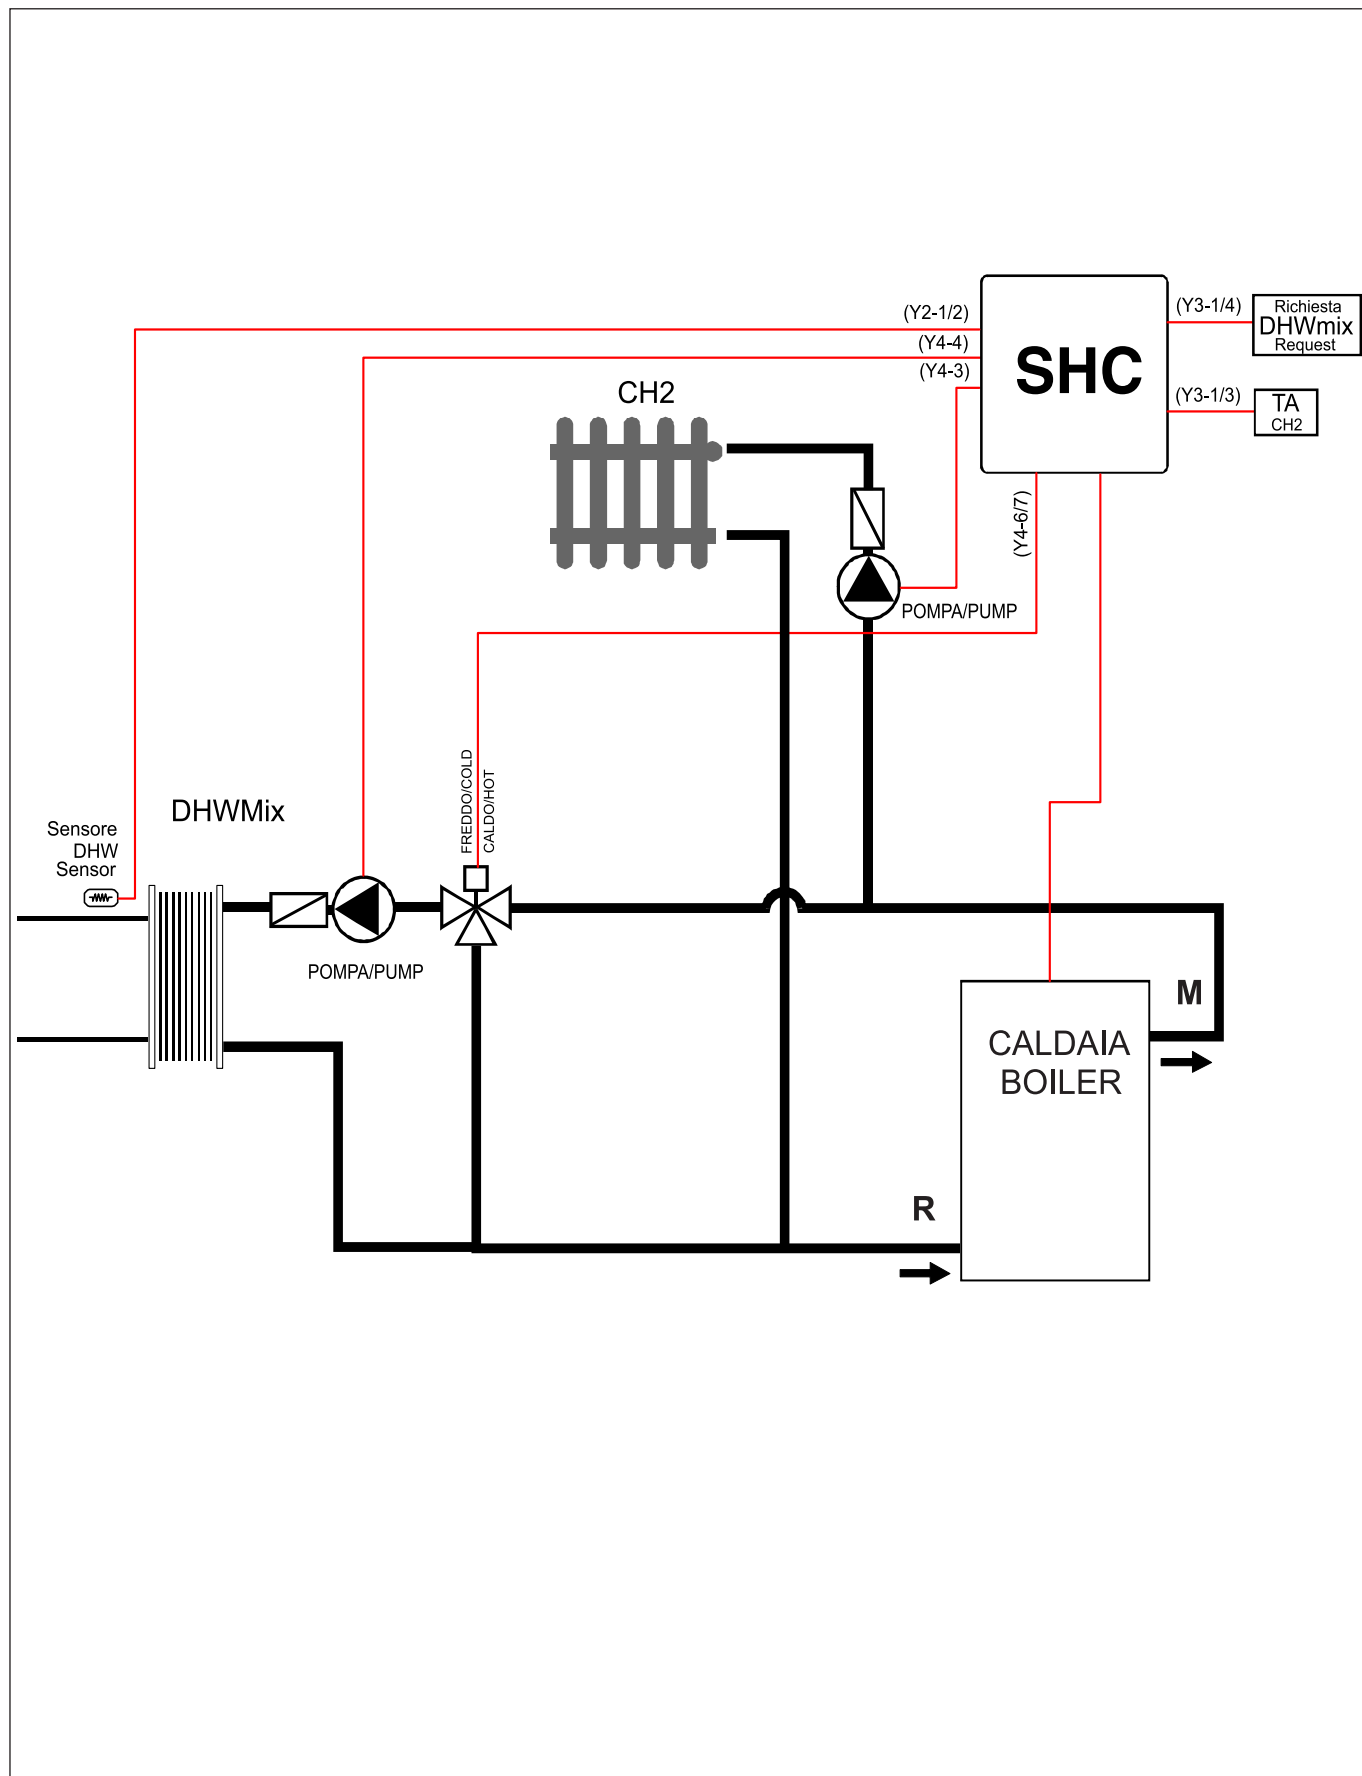 (Y2-1/2)
(Y4-4)
(Y4-3)
SHC
(Y3-1/4)
Richiesta
DHWmix
Request
(Y3-1/3)
TA
CH2
CH2
(Y4-6/7)
POMPA/PUMP
FREDDO/COLD
CALDO/HOT
DHWMix
Sensore
DHW
Sensor
POMPA/PUMP
M
CALDAIA
BOILER
R